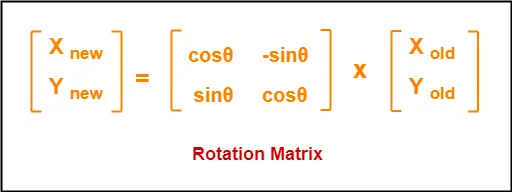 X new = cosθ -sinθ x X old
Y new sinθ cosθ Y old
Rotation Matrix